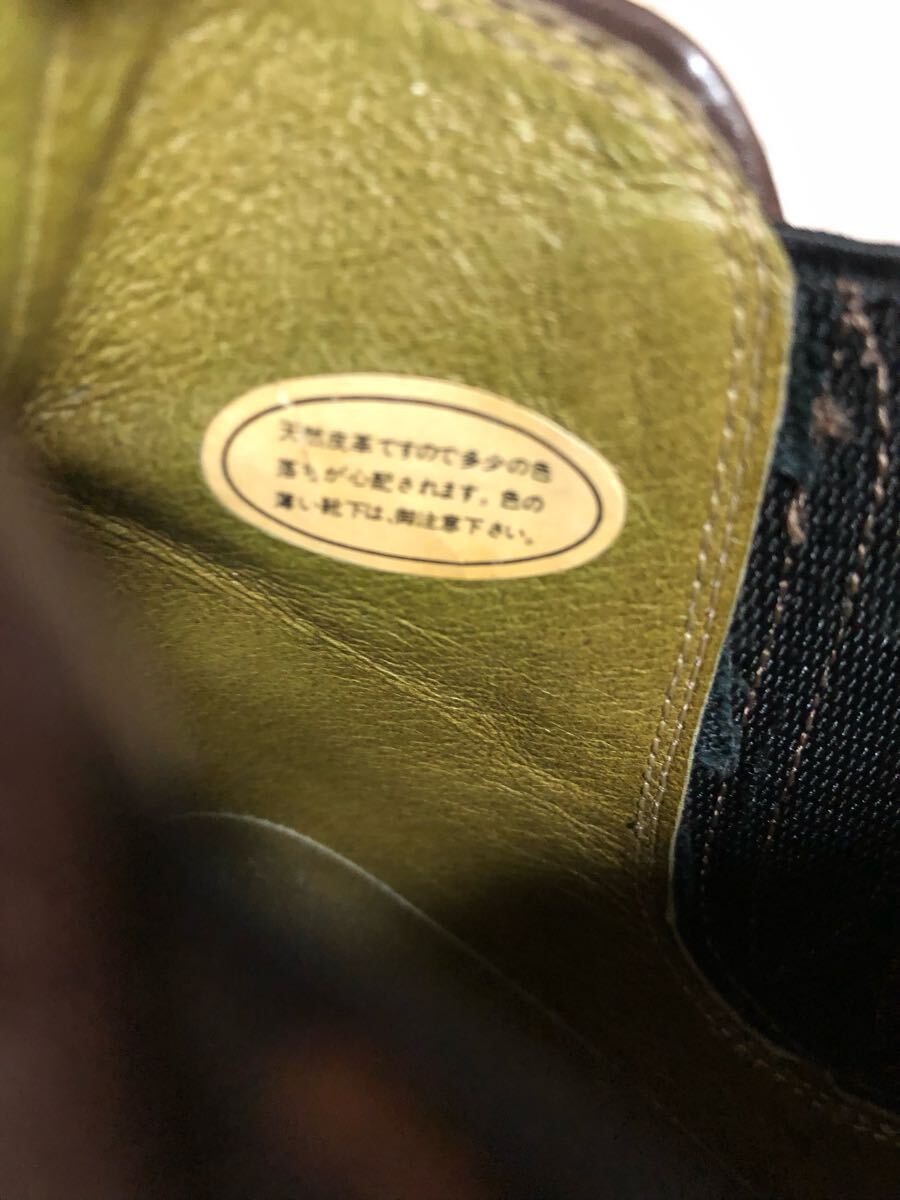 天然皮革ですので多少の色
落ちが心配されます。色の
薄い靴下は、御注意下さい。